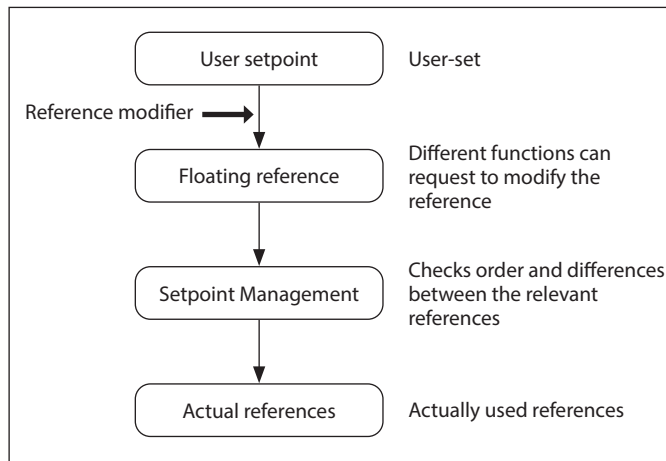 User setpoint
User-set
Reference modifier
Floating reference
Different functions can
request to modify the
reference
Setpoint Management
Checks order and differences
between the relevant
references
Actual references
Actually used references